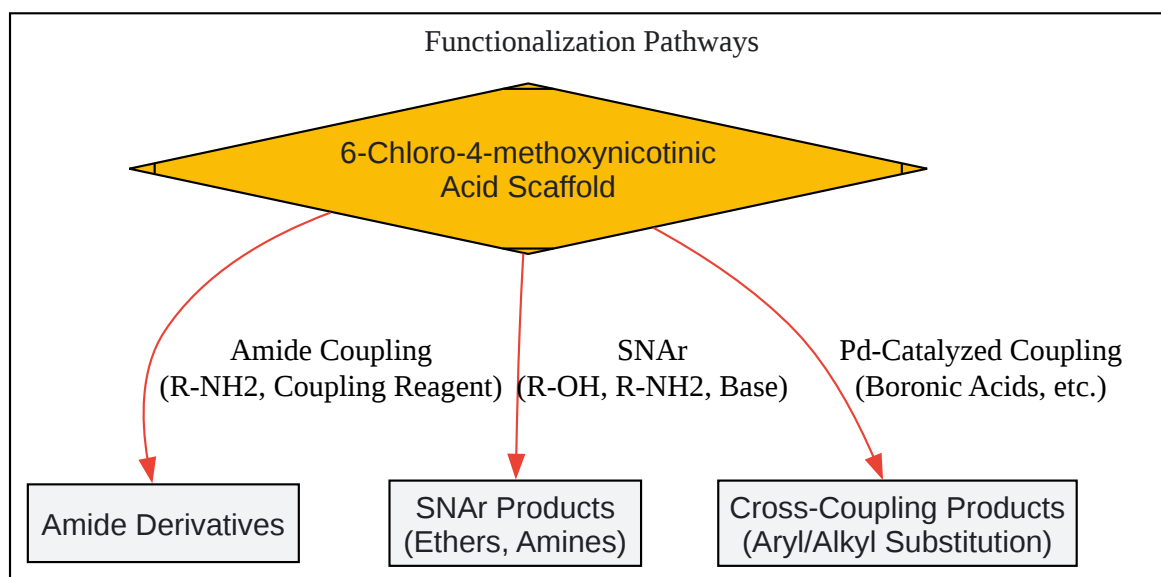 Functionalization Pathways
6-Chloro-4-methoxynicotinic
Acid Scaffold
Amide Coupling
(R-NH2, Coupling Reagent)
SNAr
(R-OH, R-NH2, Base)
Pd-Catalyzed Coupling
(Boronic Acids, etc.)
Amide Derivatives
SNAr Products
(Ethers, Amines)
Cross-Coupling Products
(Aryl/Alkyl Substitution)